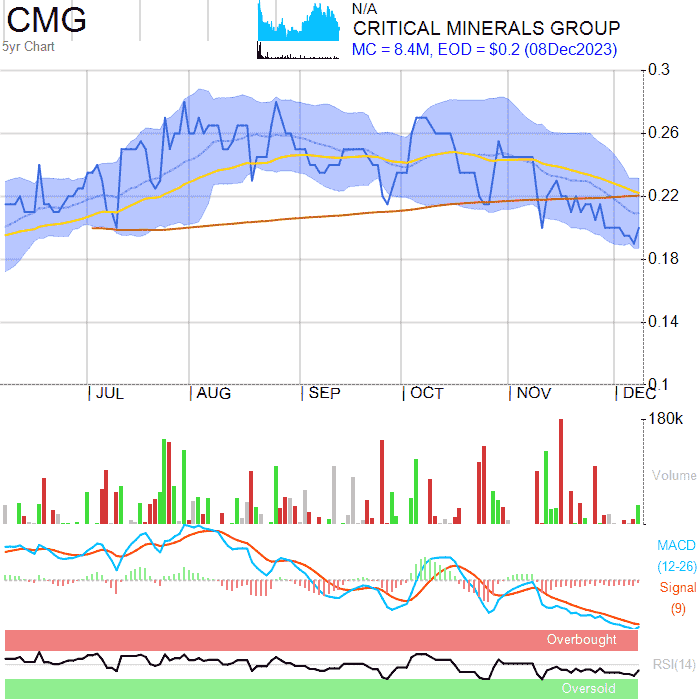 CMG
5yr Chart
N/A
CRITICAL MINERALS GROUP
MC = 8.4M, EOD = $0.2 (08Dec2023)
0.3
0.26
0.22
0.18
0.14
0.1
JUL AUG SEP OCT NOV DEC
180k
Volume
MACD
(12-26)
Signal
(9)
Overbought
RSI(14)
Oversold